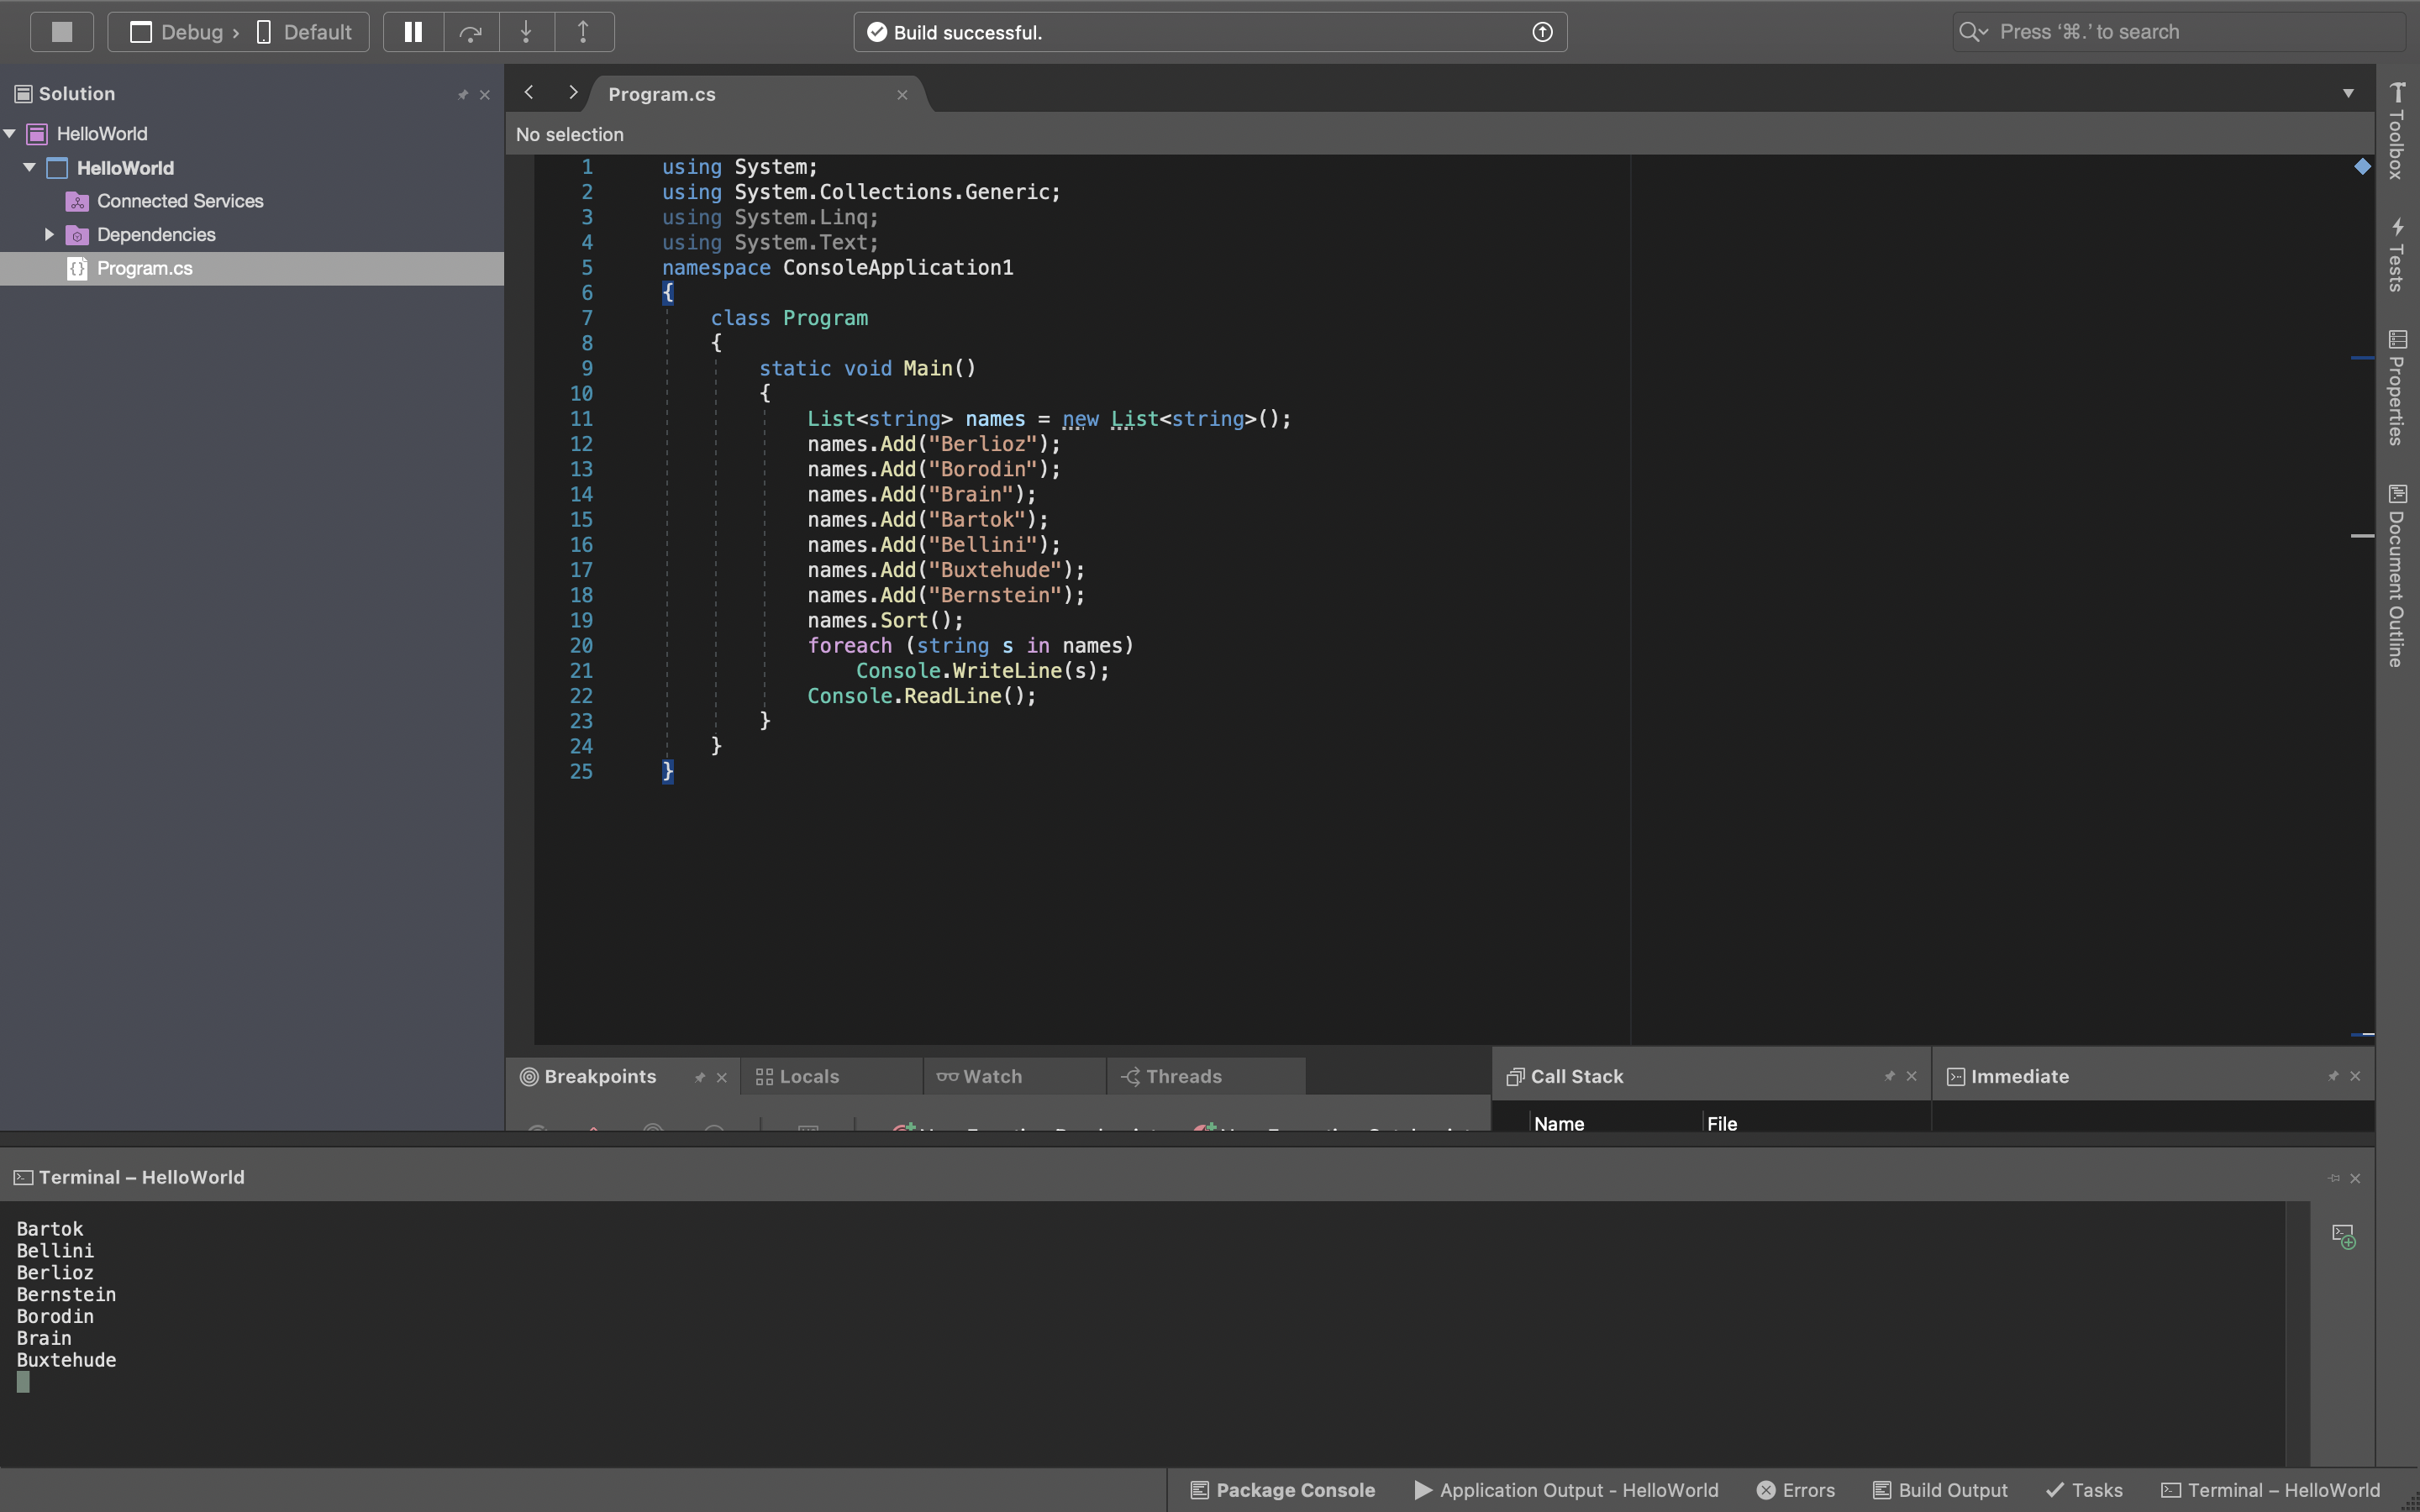 Debug › Default
Build successful.
Press ‘⌘.’ to search
Solution
HelloWorld
HelloWorld
Connected Services
Dependencies
Program.cs
Program.cs
No selection
1 using System;
2 using System.Collections.Generic;
3 using System.Linq;
4 using System.Text;
5 namespace ConsoleApplication1
6 {
7 class Program
8 {
9 static void Main()
10 {
11 List<string> names = new List<string>();
12 names.Add("Berlioz");
13 names.Add("Borodin");
14 names.Add("Brain");
15 names.Add("Bartok");
16 names.Add("Bellini");
17 names.Add("Buxtehude");
18 names.Add("Bernstein");
19 names.Sort();
20 foreach (string s in names)
21 Console.WriteLine(s);
22 Console.ReadLine();
23 }
24 }
25 }
Toolbox
Tests
Properties
Document Outline
Breakpoints
Locals
Watch
Threads
Call Stack
Name File
Immediate
Terminal – HelloWorld
Bartok
Bellini
Berlioz
Bernstein
Borodin
Brain
Buxtehude
Package Console
Application Output - HelloWorld
Errors
Build Output
Tasks
Terminal – HelloWorld